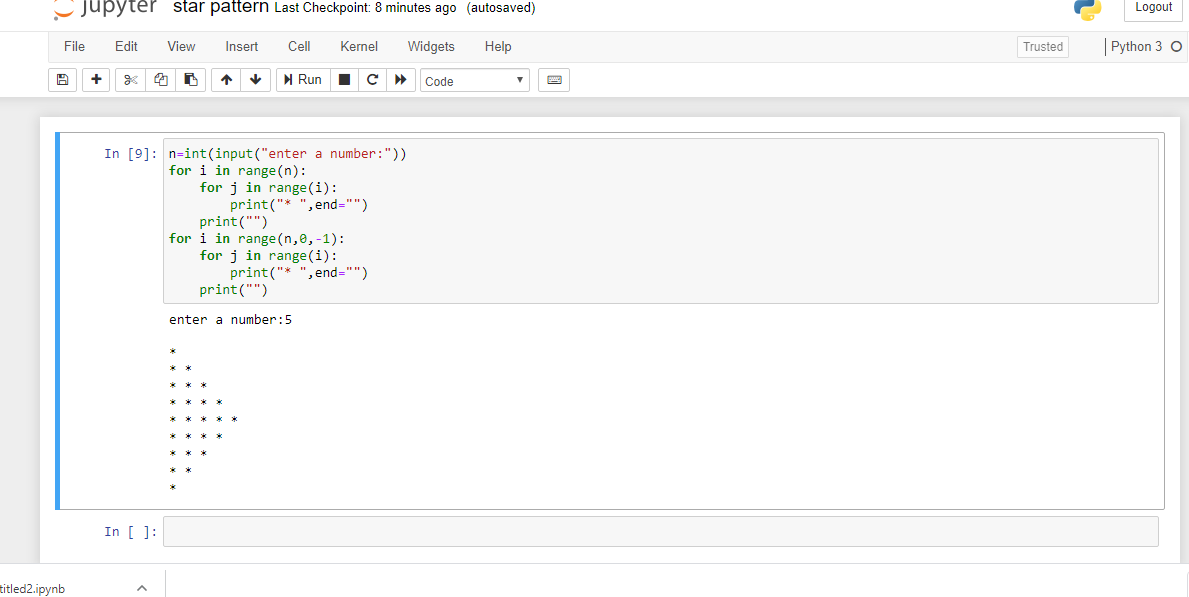 jupyter star pattern Last Checkpoint: 8 minutes ago (autosaved) Logout
File Edit View Insert Cell Kernel Widgets Help Trusted Python 3
Run Code
In [9]: n=int(input("enter a number:"))
for i in range(n):
    for j in range(i):
        print("* ",end="")
    print("")
for i in range(n,0,-1):
    for j in range(i):
        print("* ",end="")
    print("")
enter a number:5
*
* *
* * *
* * * *
* * * * *
* * * *
* * *
* *
*
In [ ]:
titled2.ipynb